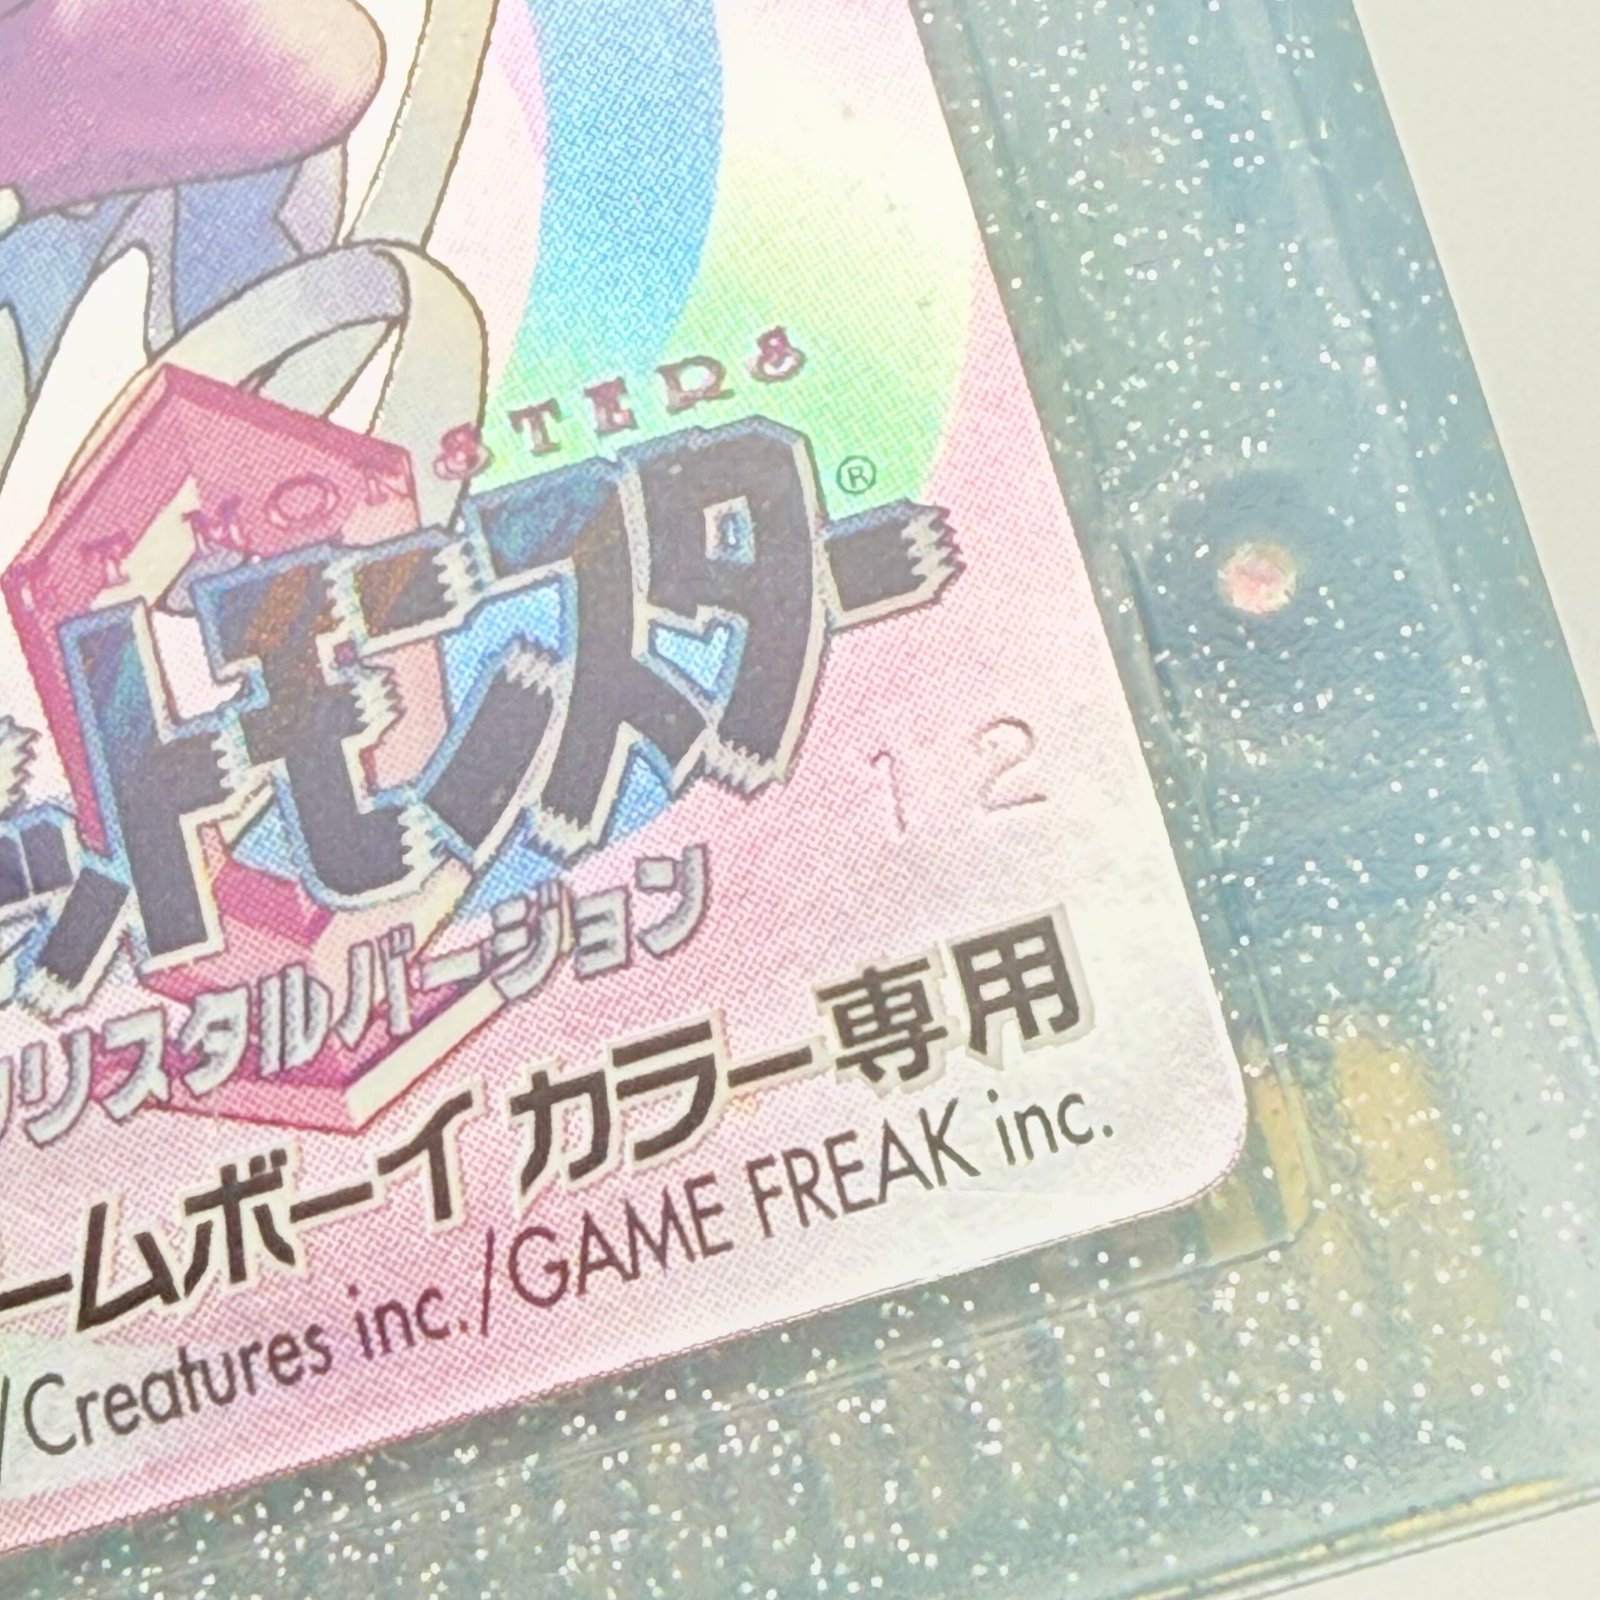 T MONSTERS
ットモンスター®
12
クリスタルバージョン
ームボーイカラー専用
/Creatures inc./GAME FREAK inc.